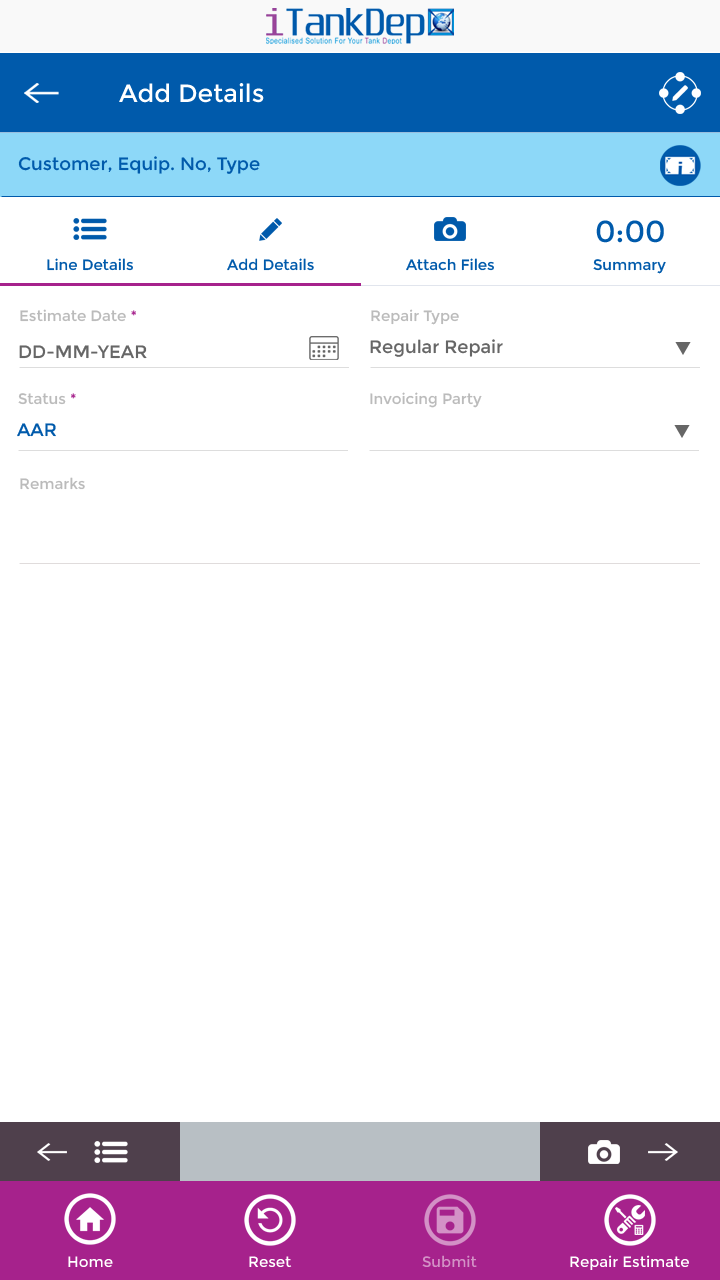 iTankDep
Specialised Solution For Your Tank Depot
Add Details
Customer, Equip. No, Type
i
Line Details
Add Details
Attach Files
0:00
Summary
Estimate Date *
Repair Type
DD-MM-YEAR
Regular Repair
Status *
Invoicing Party
AAR
Remarks
Home
Reset
Submit
Repair Estimate